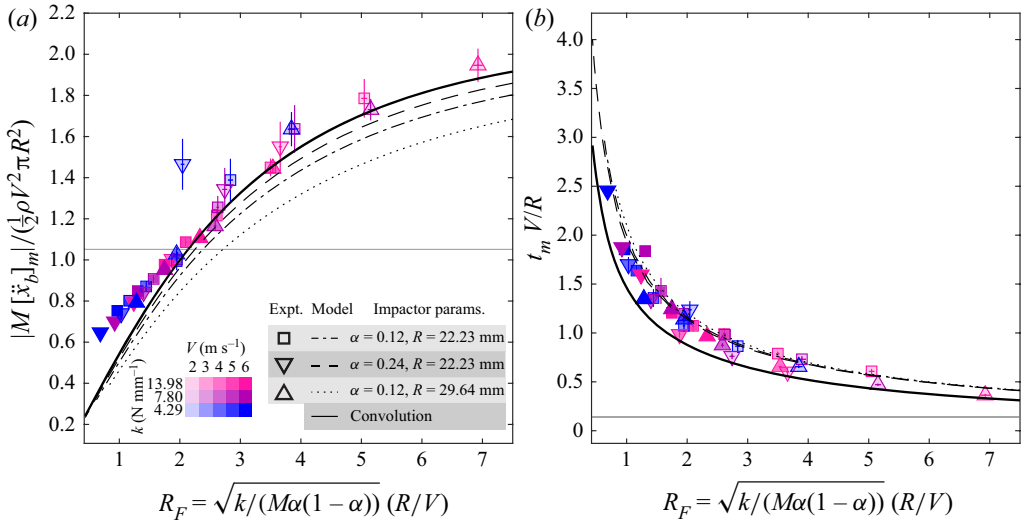 (a)
2.2
2.0
1.8
1.6
1.4
1.2
1.0
0.8
0.6
0.4
0.2
|M [ẍ_b]_m|/(½ρV²πR²)
1 2 3 4 5 6 7
R_F = √k/(Mα(1 – α)) (R/V)
V (m s⁻¹)
2 3 4 5 6
13.98
7.80
4.29
k (N mm⁻¹)
Expt. Model Impactor params.
α = 0.12, R = 22.23 mm
α = 0.24, R = 22.23 mm
α = 0.12, R = 29.64 mm
Convolution
(b)
4.0
3.5
3.0
2.5
2.0
1.5
1.0
0.5
0
t_m V/R
1 2 3 4 5 6 7
R_F = √k/(Mα(1 – α)) (R/V)